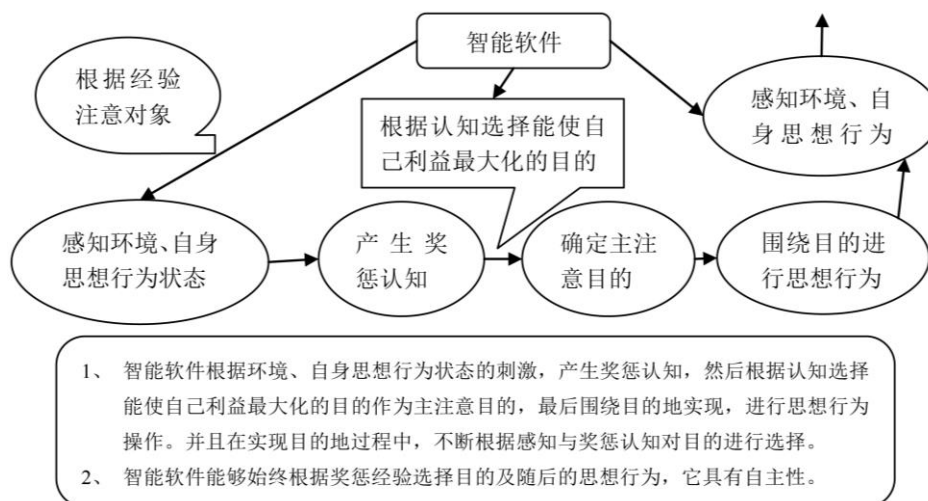 智能软件
根据经验
注意对象
感知环境、自
身思想行为
根据认知选择能使自
己利益最大化的目的
感知环境、自身
思想行为状态
产生奖
惩认知
确定主注
意目的
围绕目的进
行思想行为
1、 智能软件根据环境、自身思想行为状态的刺激，产生奖惩认知，然后根据认知选择
能使自己利益最大化的目的作为主注意目的，最后围绕目的地实现，进行思想行为
操作。并且在实现目的地过程中，不断根据感知与奖惩认知对目的进行选择。
2、 智能软件能够始终根据奖惩经验选择目的及随后的思想行为，它具有自主性。